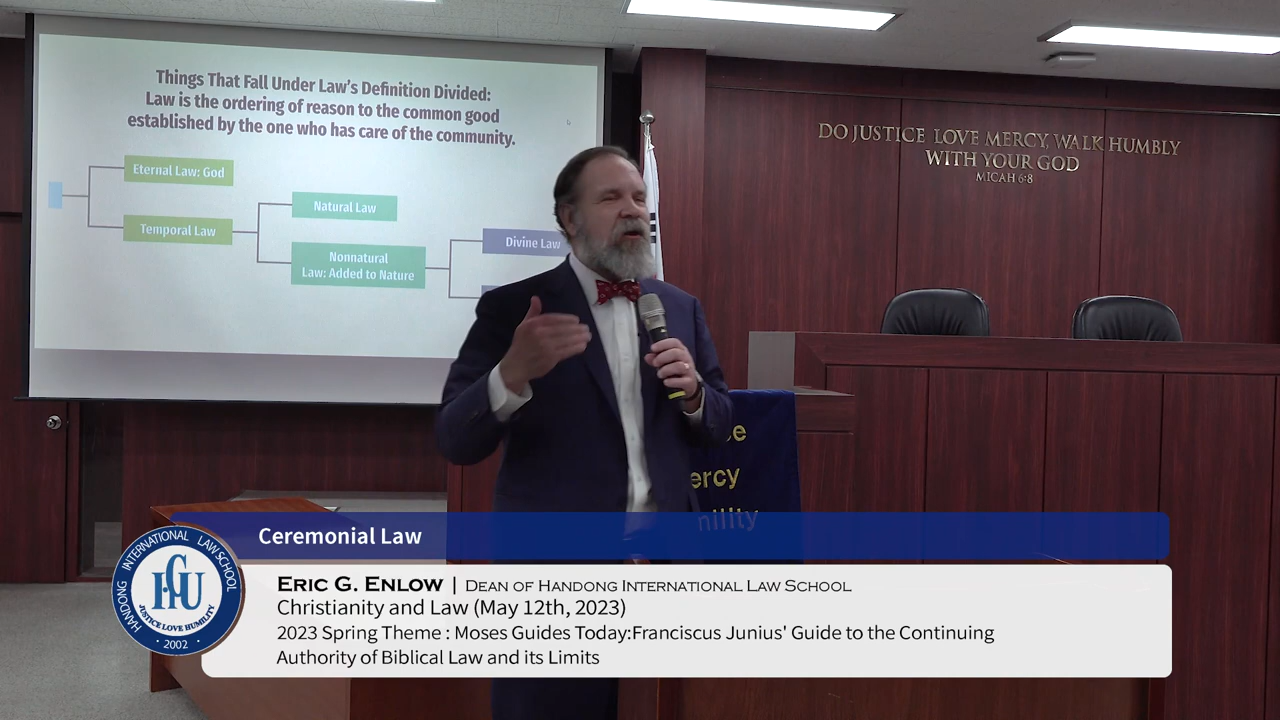 Things That Fall Under Law's Definition Divided:
Law is the ordering of reason to the common good
established by the one who has care of the community.
Eternal Law: God
Temporal Law
Natural Law
Nonnatural
Law: Added to Nature
Divine Law
DO JUSTICE LOVE MERCY, WALK HUMBLY
WITH YOUR GOD
MICAH 6:8
ce
ercy
mility
Ceremonial Law
ERIC G. ENLOW | DEAN OF HANDONG INTERNATIONAL LAW SCHOOL
Christianity and Law (May 12th, 2023)
2023 Spring Theme : Moses Guides Today:Franciscus Junius' Guide to the Continuing
Authority of Biblical Law and its Limits
HANDONG INTERNATIONAL LAW SCHOOL
HGU
JUSTICE LOVE HUMILITY
· 2002 ·